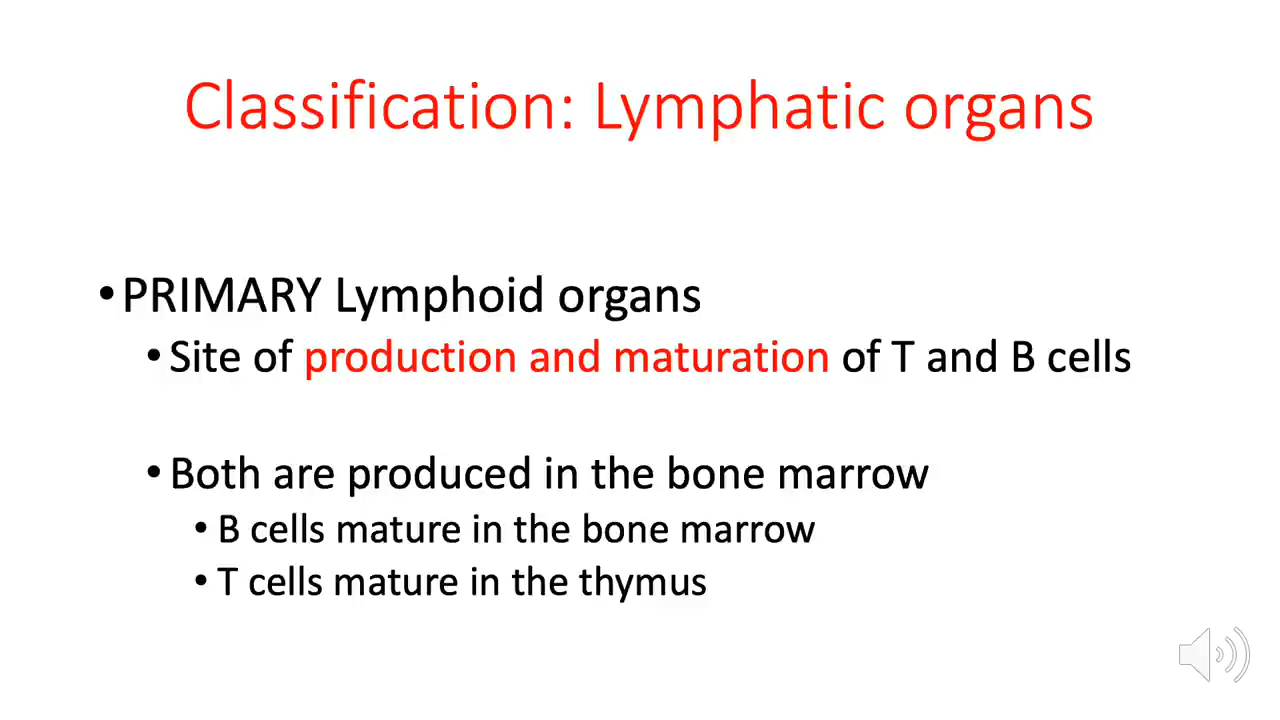 Classification: Lymphatic organs
•PRIMARY Lymphoid organs
•Site of production and maturation of T and B cells
•Both are produced in the bone marrow
•B cells mature in the bone marrow
•T cells mature in the thymus